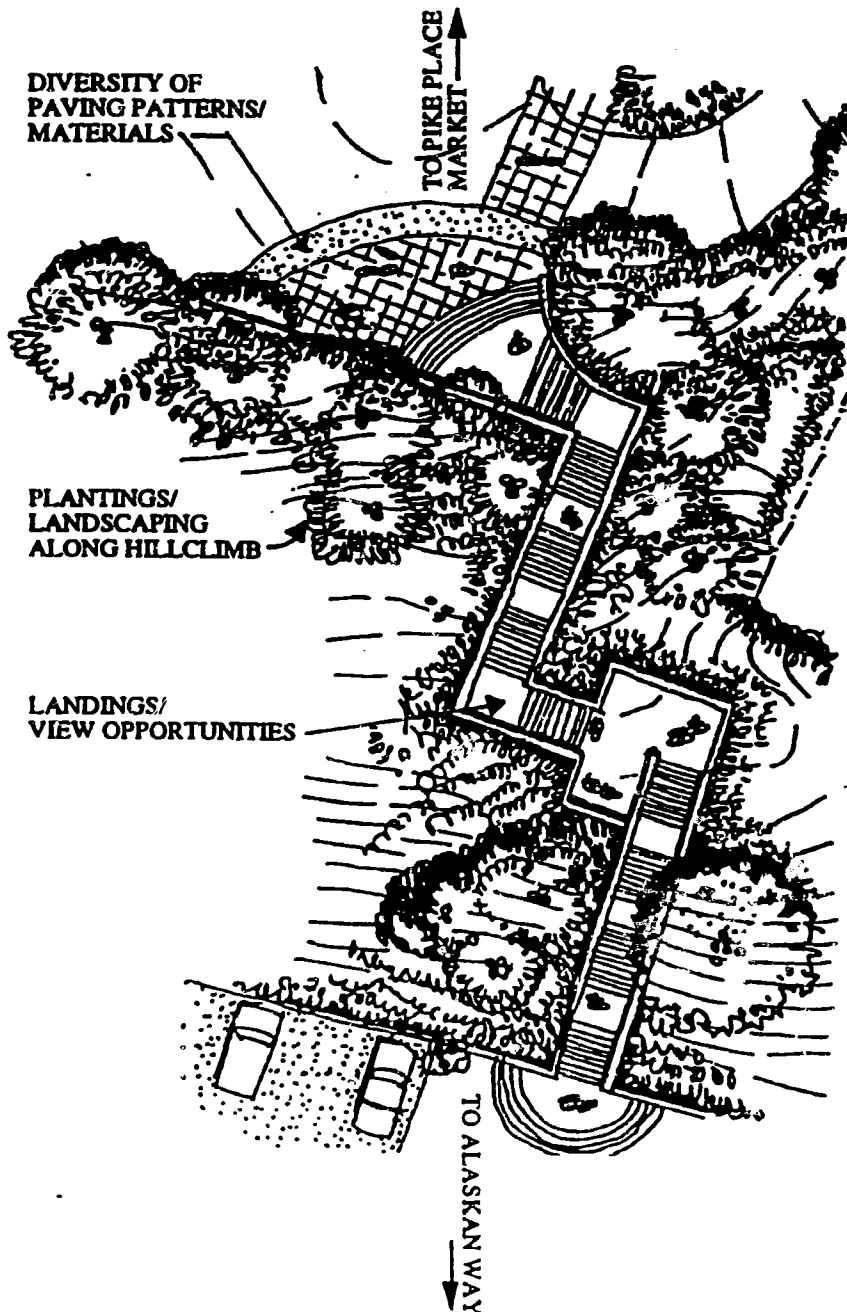 DIVERSITY OF
PAVING PATTERNS/
MATERIALS
TO PIKE PLACE
MARKET
PLANTINGS/
LANDSCAPING
ALONG HILLCLIMB
LANDINGS/
VIEW OPPORTUNITIES
TO ALASKAN WAY